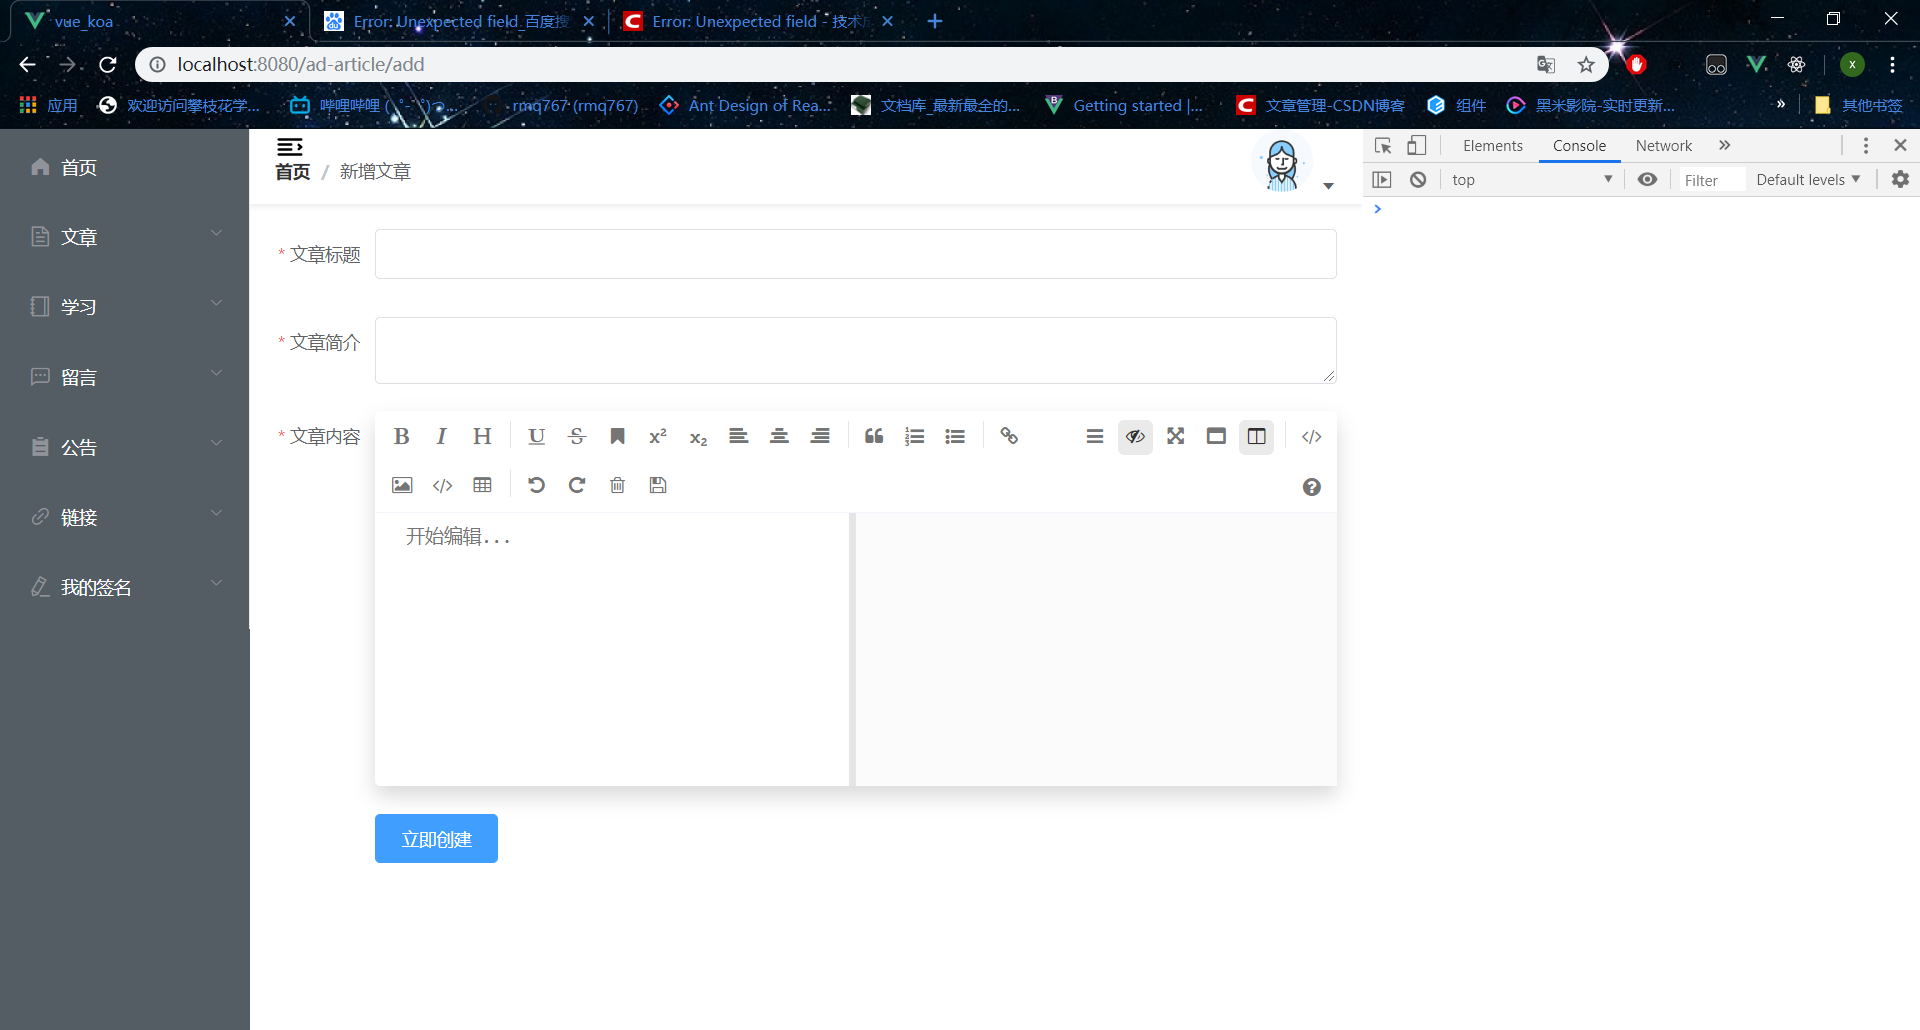 vue_koa
Error: Unexpected field_百度搜
Error: Unexpected field - 技术成
localhost:8080/ad-article/add
x
应用
欢迎访问攀枝花学...
哔哩哔哩 (゜-゜)つ...
rmq767 (rmq767)
Ant Design of Rea...
文档库_最新最全的...
Getting started |...
文章管理-CSDN博客
组件
黑米影院-实时更新...
»
其他书签
首页
文章
学习
留言
公告
链接
我的签名
首页 / 新增文章
* 文章标题
* 文章简介
* 文章内容
B I H U S x² x₂ </>
</>
开始编辑...
立即创建
Elements Console Network »
top Filter Default levels